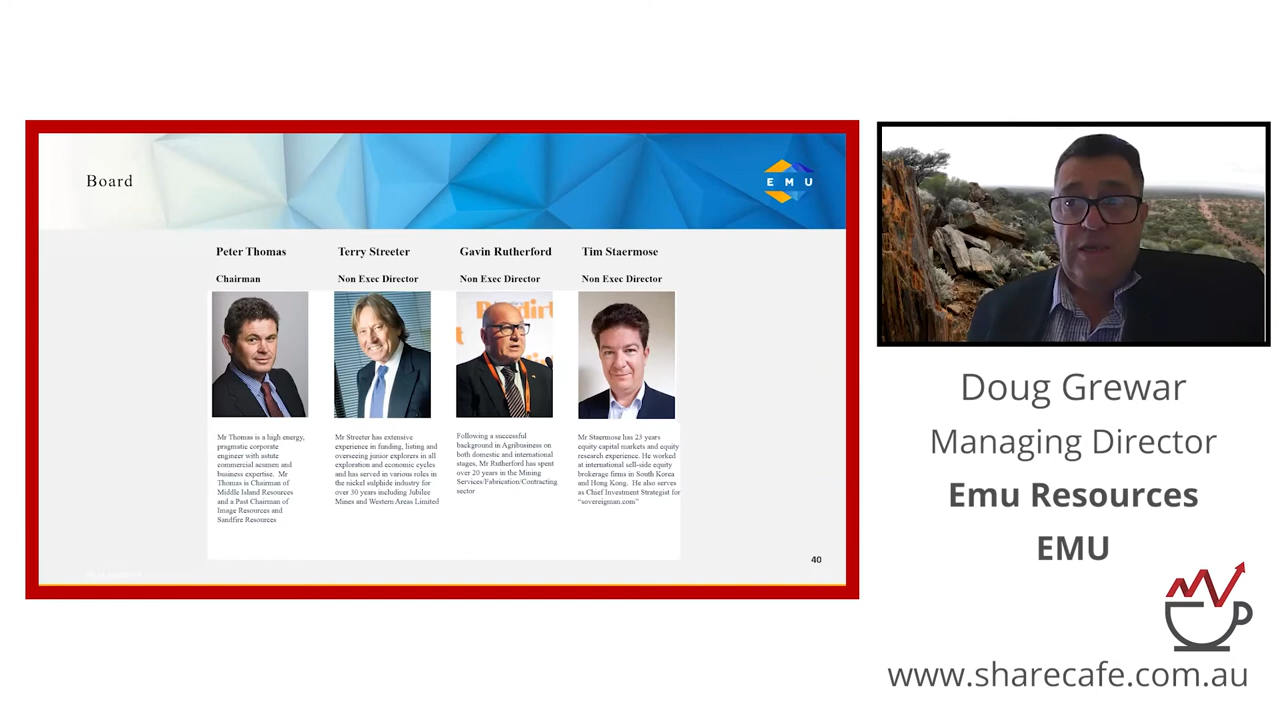 Board
E M U
Peter Thomas
Chairman
Mr Thomas is a high energy,
pragmatic corporate
engineer with astute
commercial acumen and
business expertise. Mr
Thomas is Chairman of
Middle Island Resources
and a Past Chairman of
Image Resources and
Sandfire Resources
Terry Streeter
Non Exec Director
Mr Streeter has extensive
experience in funding, listing and
overseeing junior explorers in all
exploration and economic cycles
and has served in various roles in
the nickel sulphide industry for
over 30 years including Jubilee
Mines and Western Areas Limited
Gavin Rutherford
Non Exec Director
Following a successful
background in Agribusiness on
both domestic and international
stages, Mr Rutherford has spent
over 20 years in the Mining
Services/Fabrication/Contracting
sector
Tim Staermose
Non Exec Director
Mr Staermose has 23 years
equity capital markets and equity
research experience. He worked
at international sell-side equity
brokerage firms in South Korea
and Hong Kong. He also serves
as Chief Investment Strategist for
“sovereignman.com”
40
Doug Grewar
Managing Director
Emu Resources
EMU
www.sharecafe.com.au